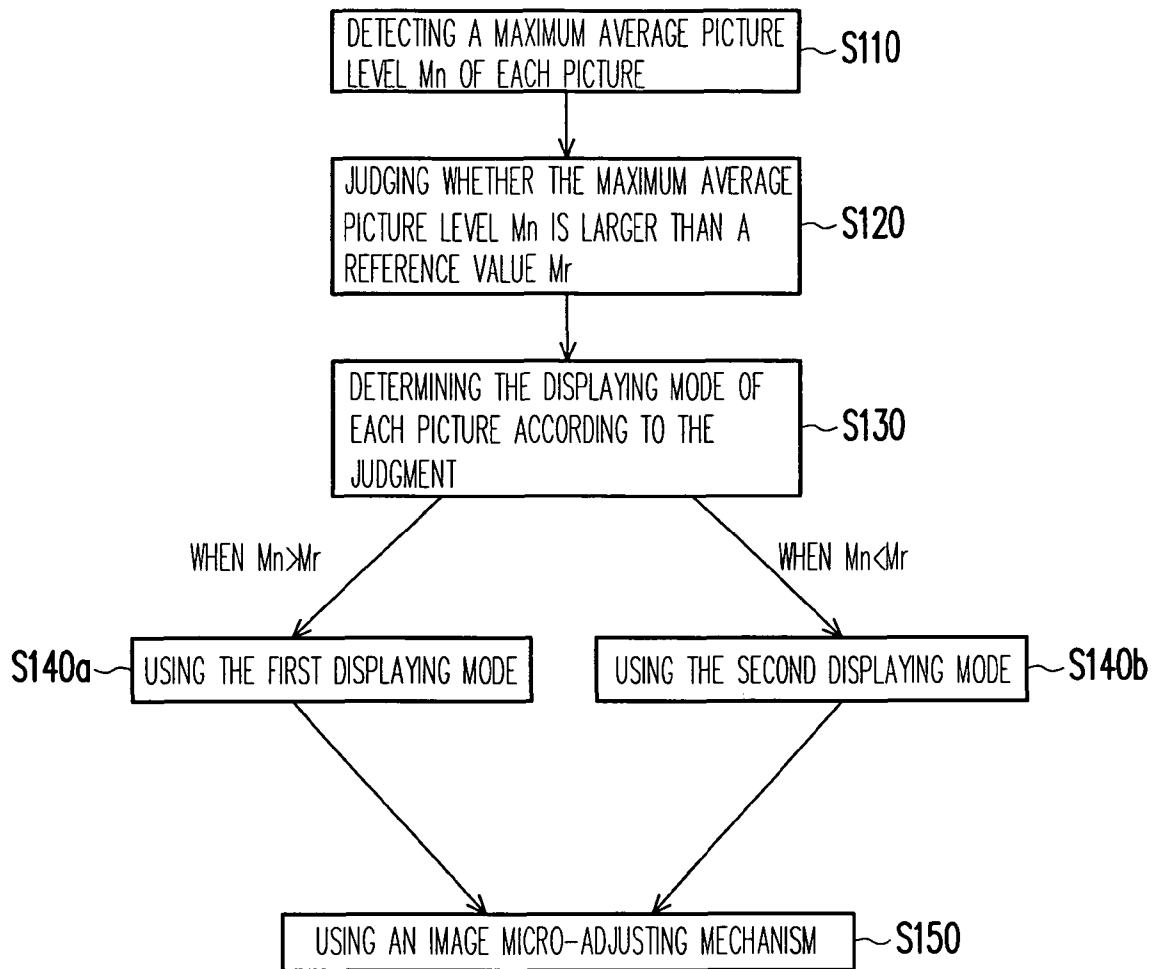 DETECTING A MAXIMUM AVERAGE PICTURE
LEVEL Mn OF EACH PICTURE
S110
JUDGING WHETHER THE MAXIMUM AVERAGE
PICTURE LEVEL Mn IS LARGER THAN A
REFERENCE VALUE Mr
S120
DETERMINING THE DISPLAYING MODE OF
EACH PICTURE ACCORDING TO THE
JUDGMENT
S130
WHEN Mn>Mr
WHEN Mn<Mr
S140a
USING THE FIRST DISPLAYING MODE
USING THE SECOND DISPLAYING MODE
S140b
USING AN IMAGE MICRO-ADJUSTING MECHANISM
S150